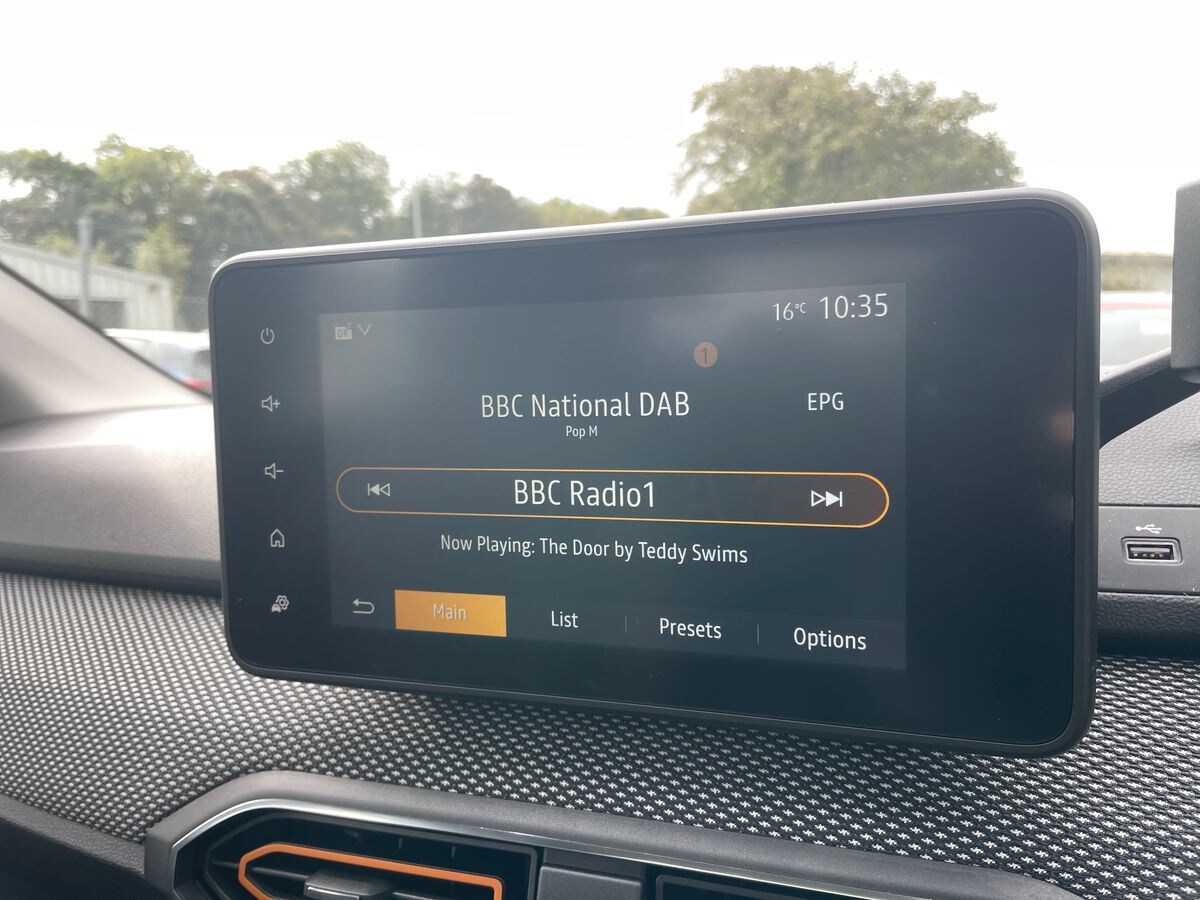 DR
16°C 10:35
1
BBC National DAB
EPG
Pop M
BBC Radio1
Now Playing: The Door by Teddy Swims
Main
List
Presets
Options